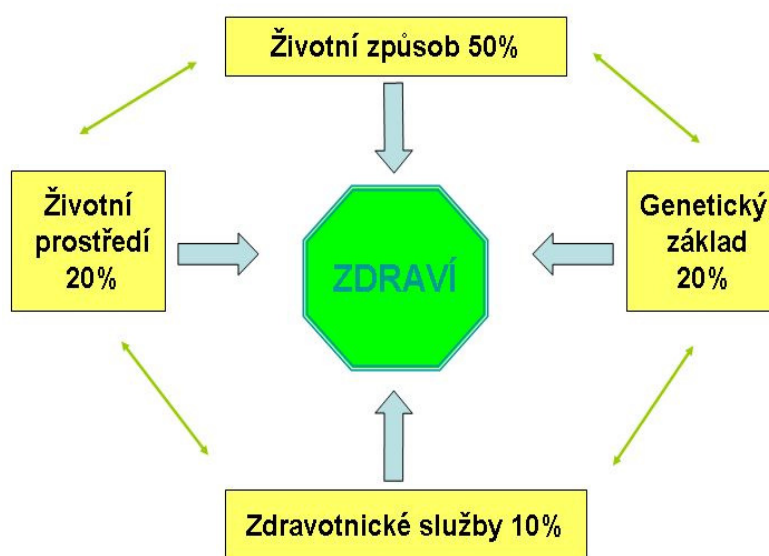 Životní způsob 50%
Životní
prostředí
20%
ZDRAVÍ
Genetický
základ
20%
Zdravotnické služby 10%